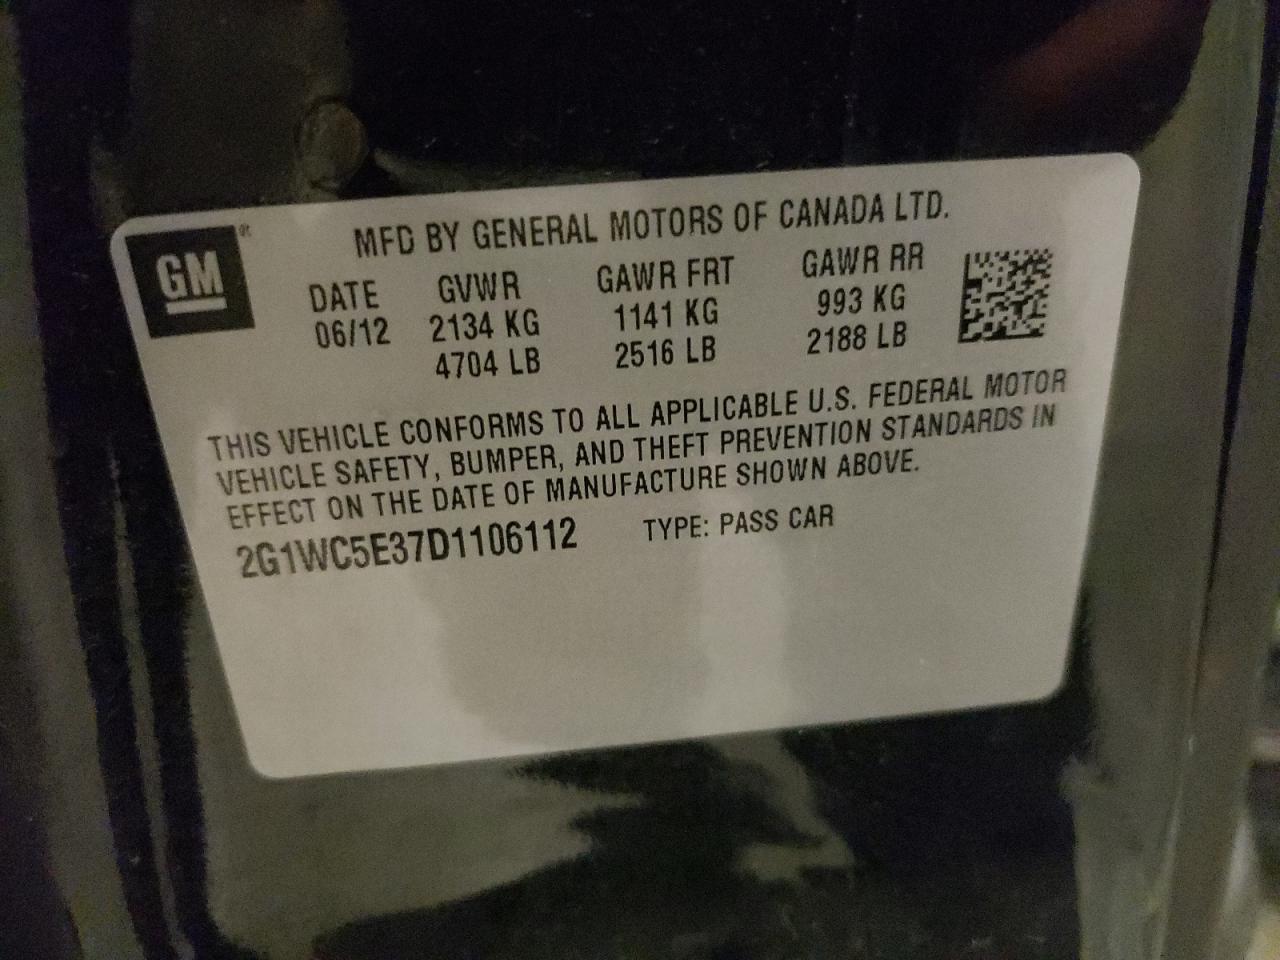 GM
MFD BY GENERAL MOTORS OF CANADA LTD.
DATE GVWR GAWR FRT GAWR RR
06/12 2134 KG 1141 KG 993 KG
4704 LB 2516 LB 2188 LB
THIS VEHICLE CONFORMS TO ALL APPLICABLE U.S. FEDERAL MOTOR
VEHICLE SAFETY, BUMPER, AND THEFT PREVENTION STANDARDS IN
EFFECT ON THE DATE OF MANUFACTURE SHOWN ABOVE.
2G1WC5E37D1106112 TYPE: PASS CAR